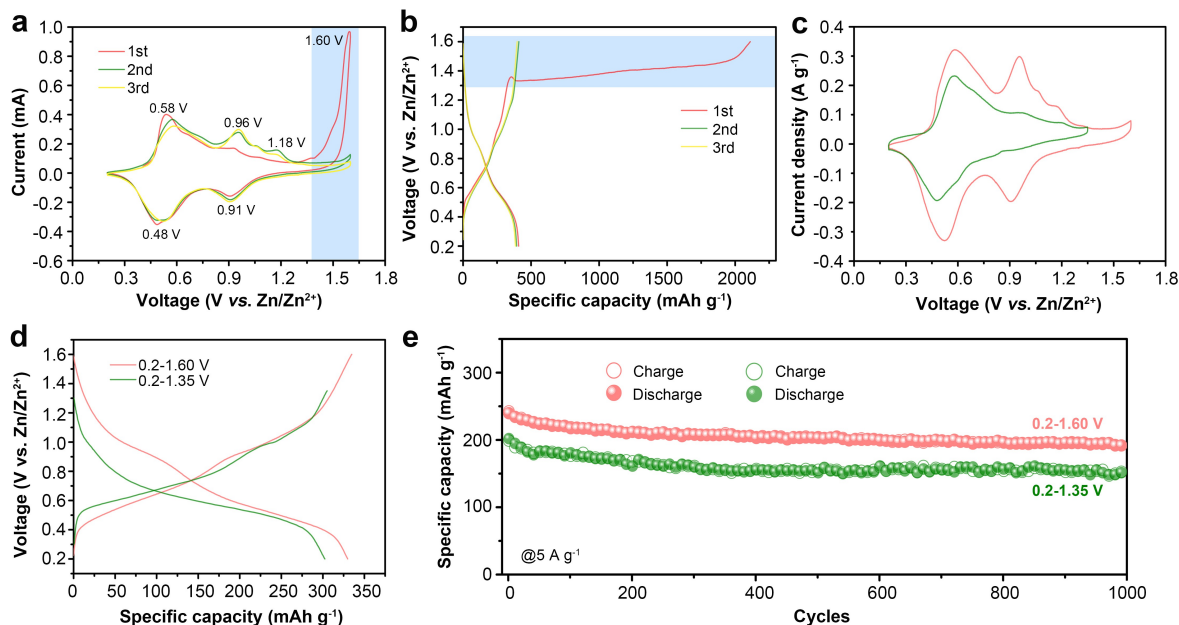 a
Current (mA)
1.0
0.8
0.6
0.4
0.2
0.0
-0.2
-0.4
-0.6
1st
2nd
3rd
1.60 V
0.58 V
0.96 V
1.18 V
0.91 V
0.48 V
0.0 0.3 0.6 0.9 1.2 1.5 1.8
Voltage (V vs. Zn/Zn²⁺)
b
Voltage (V vs. Zn/Zn²⁺)
1.6
1.4
1.2
1.0
0.8
0.6
0.4
0.2
1st
2nd
3rd
0 500 1000 1500 2000
Specific capacity (mAh g⁻¹)
c
Current density (A g⁻¹)
0.4
0.3
0.2
0.1
0.0
-0.1
-0.2
-0.3
-0.4
0.0 0.3 0.6 0.9 1.2 1.5 1.8
Voltage (V vs. Zn/Zn²⁺)
d
Voltage (V vs. Zn/Zn²⁺)
1.6
1.4
1.2
1.0
0.8
0.6
0.4
0.2
0.2-1.60 V
0.2-1.35 V
0 50 100 150 200 250 300 350
Specific capacity (mAh g⁻¹)
e
Specific capacity (mAh g⁻¹)
300
200
100
0
Charge Charge
Discharge Discharge
0.2-1.60 V
0.2-1.35 V
@5 A g⁻¹
0 200 400 600 800 1000
Cycles